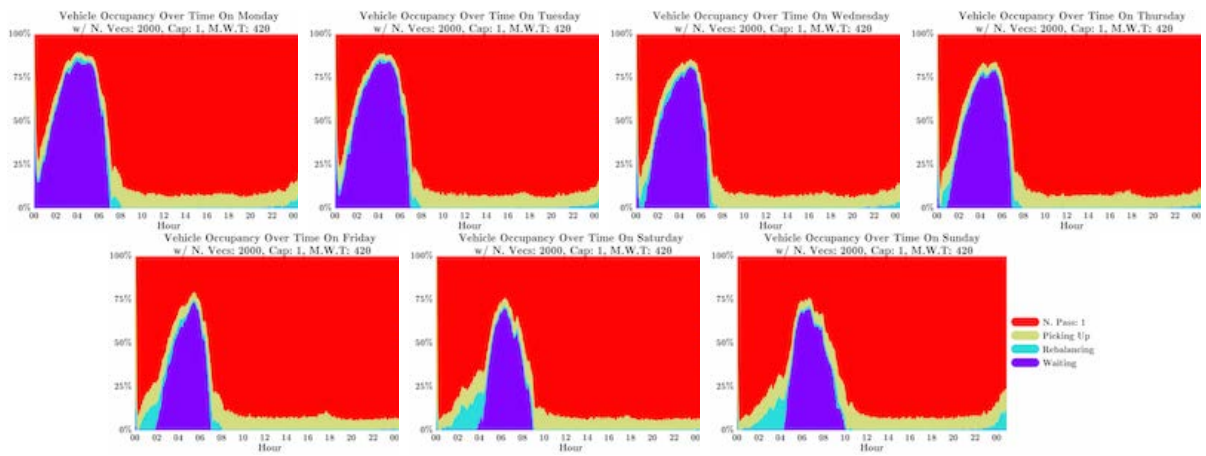 Vehicle Occupancy Over Time On Monday
w/ N. Vecs: 2000, Cap: 1, M.W.T: 420
100%
75%
50%
25%
0%
00 02 04 06 08 10 12 14 16 18 20 22 00
Hour
Vehicle Occupancy Over Time On Tuesday
w/ N. Vecs: 2000, Cap: 1, M.W.T: 420
100%
75%
50%
25%
0%
00 02 04 06 08 10 12 14 16 18 20 22 00
Hour
Vehicle Occupancy Over Time On Wednesday
w/ N. Vecs: 2000, Cap: 1, M.W.T: 420
100%
75%
50%
25%
0%
00 02 04 06 08 10 12 14 16 18 20 22 00
Hour
Vehicle Occupancy Over Time On Thursday
w/ N. Vecs: 2000, Cap: 1, M.W.T: 420
100%
75%
50%
25%
0%
00 02 04 06 08 10 12 14 16 18 20 22 00
Hour
Vehicle Occupancy Over Time On Friday
w/ N. Vecs: 2000, Cap: 1, M.W.T: 420
100%
75%
50%
25%
0%
00 02 04 06 08 10 12 14 16 18 20 22 00
Hour
Vehicle Occupancy Over Time On Saturday
w/ N. Vecs: 2000, Cap: 1, M.W.T: 420
100%
75%
50%
25%
0%
00 02 04 06 08 10 12 14 16 18 20 22 00
Hour
Vehicle Occupancy Over Time On Sunday
w/ N. Vecs: 2000, Cap: 1, M.W.T: 420
100%
75%
50%
25%
0%
00 02 04 06 08 10 12 14 16 18 20 22 00
Hour
N. Pass: 1
Picking Up
Rebalancing
Waiting